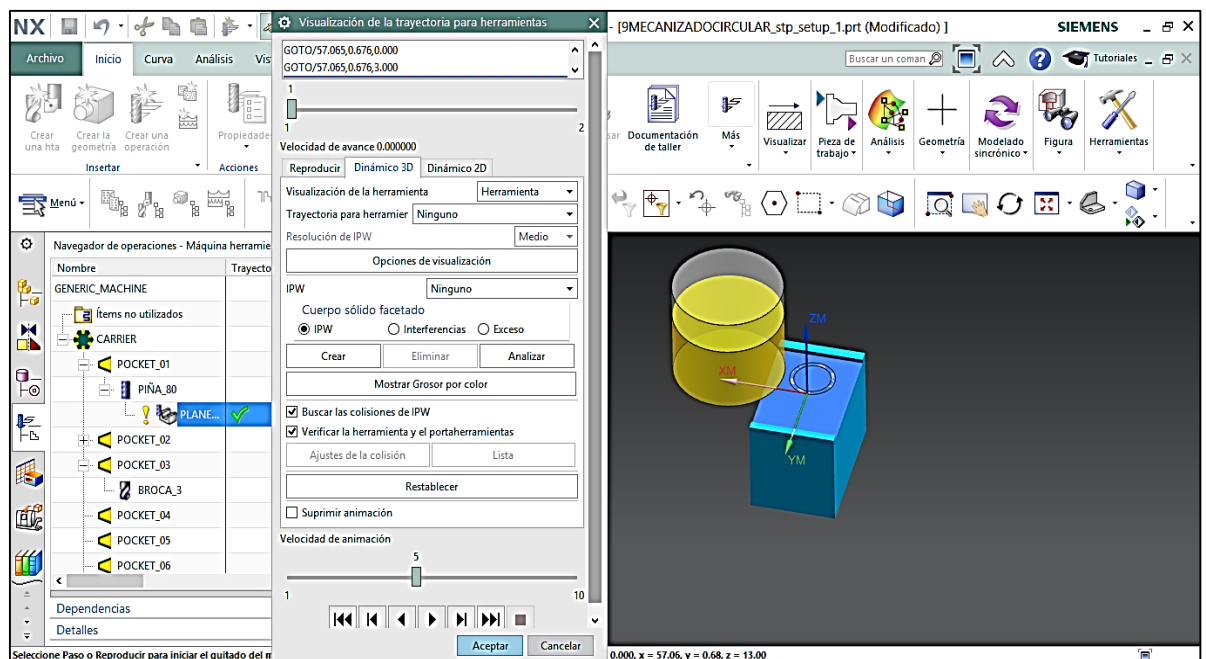 NX
Visualización de la trayectoria para herramientas
- [9MECANIZADOCIRCULAR_stp_setup_1.prt (Modificado) ]
SIEMENS
Archivo
Inicio
Curva
Análisis
Buscar un coman
Tutoriales
Crear una hta
Crear la geometría
Crear una operación
Propiedade
Insertar
Acciones
Documentación de taller
Más
Visualizar
Pieza de trabajo
Análisis
Geometría
Modelado sincrónico
Figura
Herramientas
Menú
GOTO/57.065,0.676,0.000
GOTO/57.065,0.676,3.000
1
1
2
Velocidad de avance 0.000000
Reproducir
Dinámico 3D
Dinámico 2D
Visualización de la herramienta
Herramienta
Trayectoria para herramier
Ninguno
Resolución de IPW
Medio
Opciones de visualización
IPW
Ninguno
Cuerpo sólido facetado
IPW
Interferencias
Exceso
Crear
Eliminar
Analizar
Mostrar Grosor por color
Buscar las colisiones de IPW
Verificar la herramienta y el portaherramientas
Ajustes de la colisión
Lista
Restablecer
Suprimir animación
Velocidad de animación
5
1
10
Aceptar
Cancelar
Navegador de operaciones - Máquina herramie
Nombre
Trayecto
GENERIC_MACHINE
Ítems no utilizados
CARRIER
POCKET_01
PIÑA_80
PLANE...
POCKET_02
POCKET_03
BROCA_3
POCKET_04
POCKET_05
POCKET_06
Dependencias
Detalles
ZM
XM
YM
Seleccione Paso o Reproducir para iniciar el quitado del m
0.000, x = 57.06, y = 0.68, z = 13.00